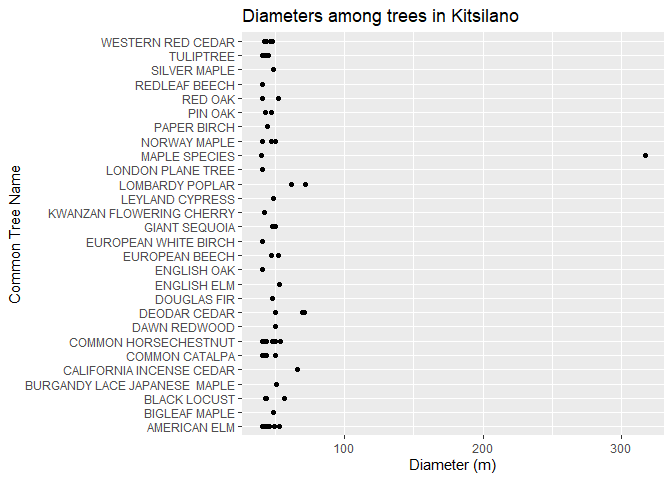 Diameters among trees in Kitsilano
WESTERN RED CEDAR
TULIPTREE
SILVER MAPLE
REDLEAF BEECH
RED OAK
PIN OAK
PAPER BIRCH
NORWAY MAPLE
MAPLE SPECIES
LONDON PLANE TREE
LOMBARDY POPLAR
LEYLAND CYPRESS
KWANZAN FLOWERING CHERRY
GIANT SEQUOIA
EUROPEAN WHITE BIRCH
EUROPEAN BEECH
ENGLISH OAK
ENGLISH ELM
DOUGLAS FIR
DEODAR CEDAR
DAWN REDWOOD
COMMON HORSECHESTNUT
COMMON CATALPA
CALIFORNIA INCENSE CEDAR
BURGANDY LACE JAPANESE  MAPLE
BLACK LOCUST
BIGLEAF MAPLE
AMERICAN ELM
Common Tree Name
100 200 300
Diameter (m)